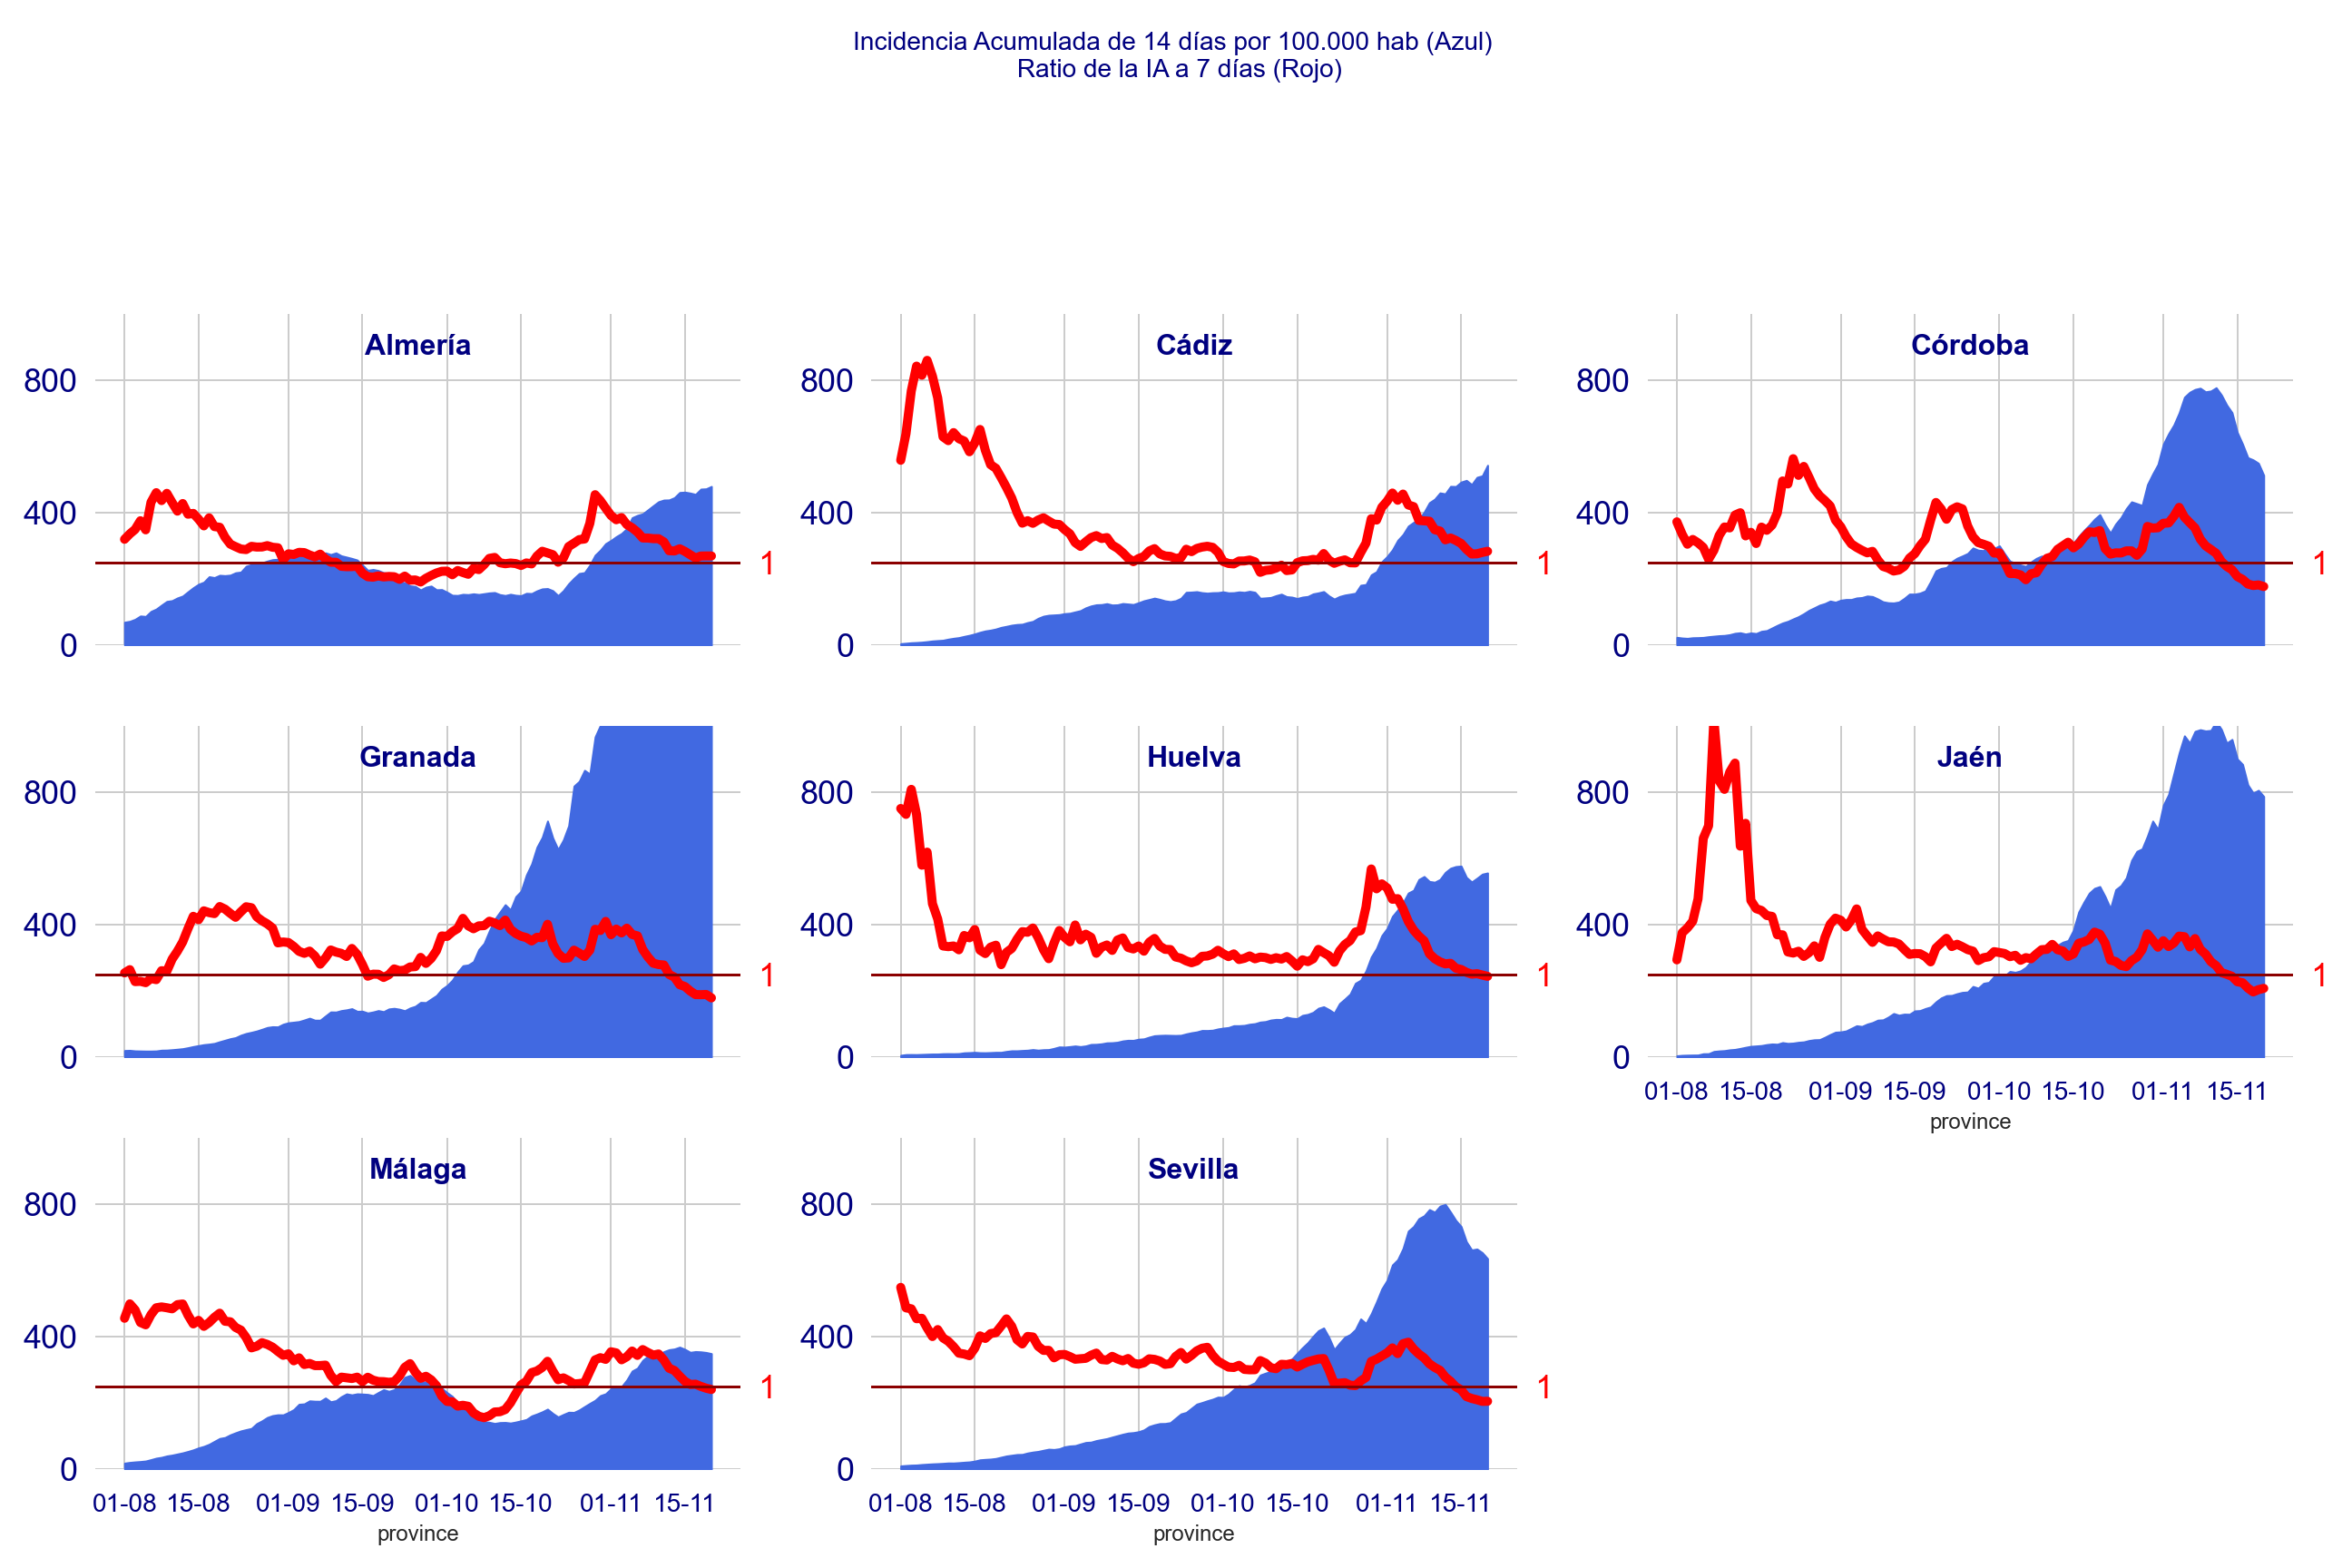 Incidencia Acumulada de 14 días por 100.000 hab (Azul)
Ratio de la IA a 7 días (Rojo)
Almería
800
400
0
1
Cádiz
800
400
0
1
Córdoba
800
400
0
1
Granada
800
400
0
1
Huelva
800
400
0
1
Jaén
800
400
0
1
01-08 15-08 01-09 15-09 01-10 15-10 01-11 15-11
province
Málaga
800
400
0
1
01-08 15-08 01-09 15-09 01-10 15-10 01-11 15-11
province
Sevilla
800
400
0
1
01-08 15-08 01-09 15-09 01-10 15-10 01-11 15-11
province